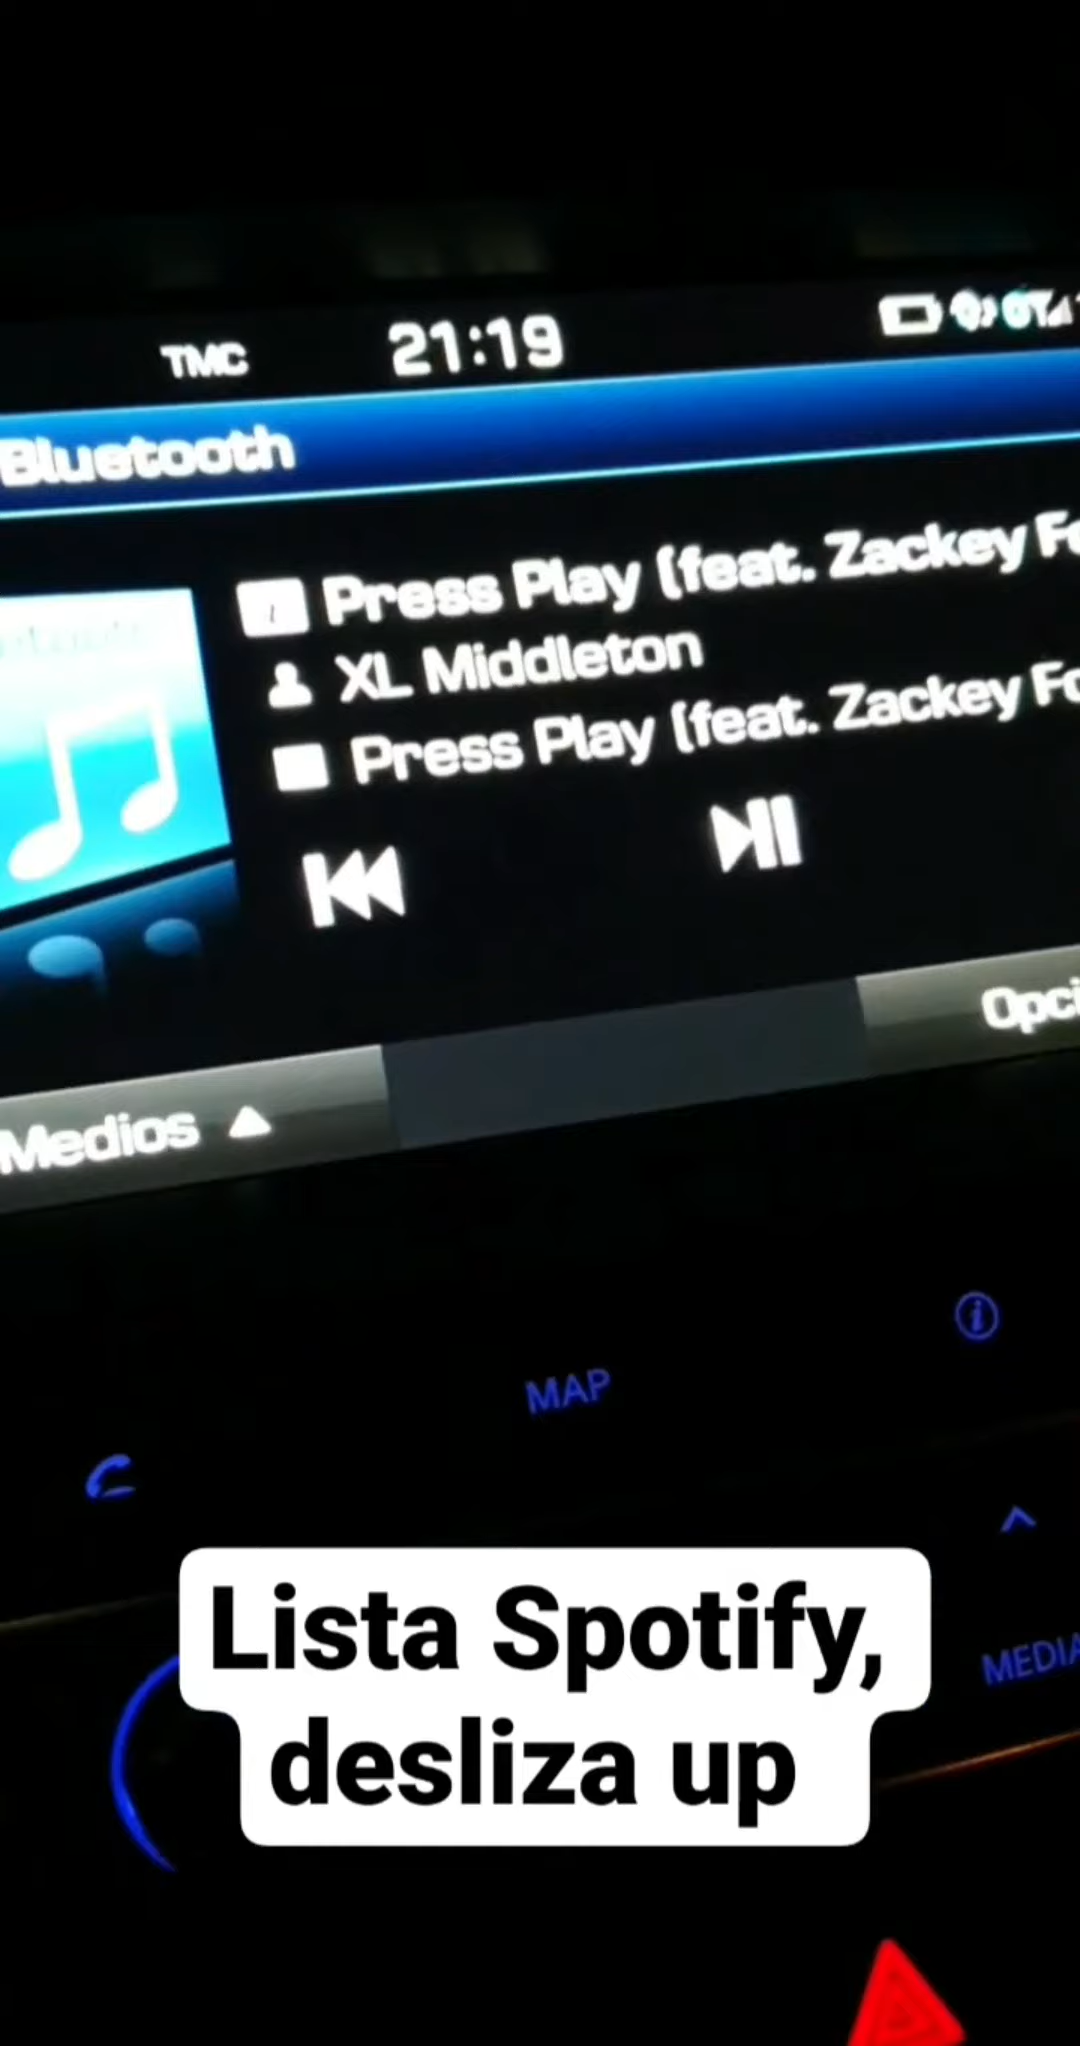 TMC 21:19
Bluetooth
Press Play (feat. Zackey
XL Middleton
Press Play (feat. Zackey
Medios
MAP
MEDIA
Lista Spotify,
desliza up